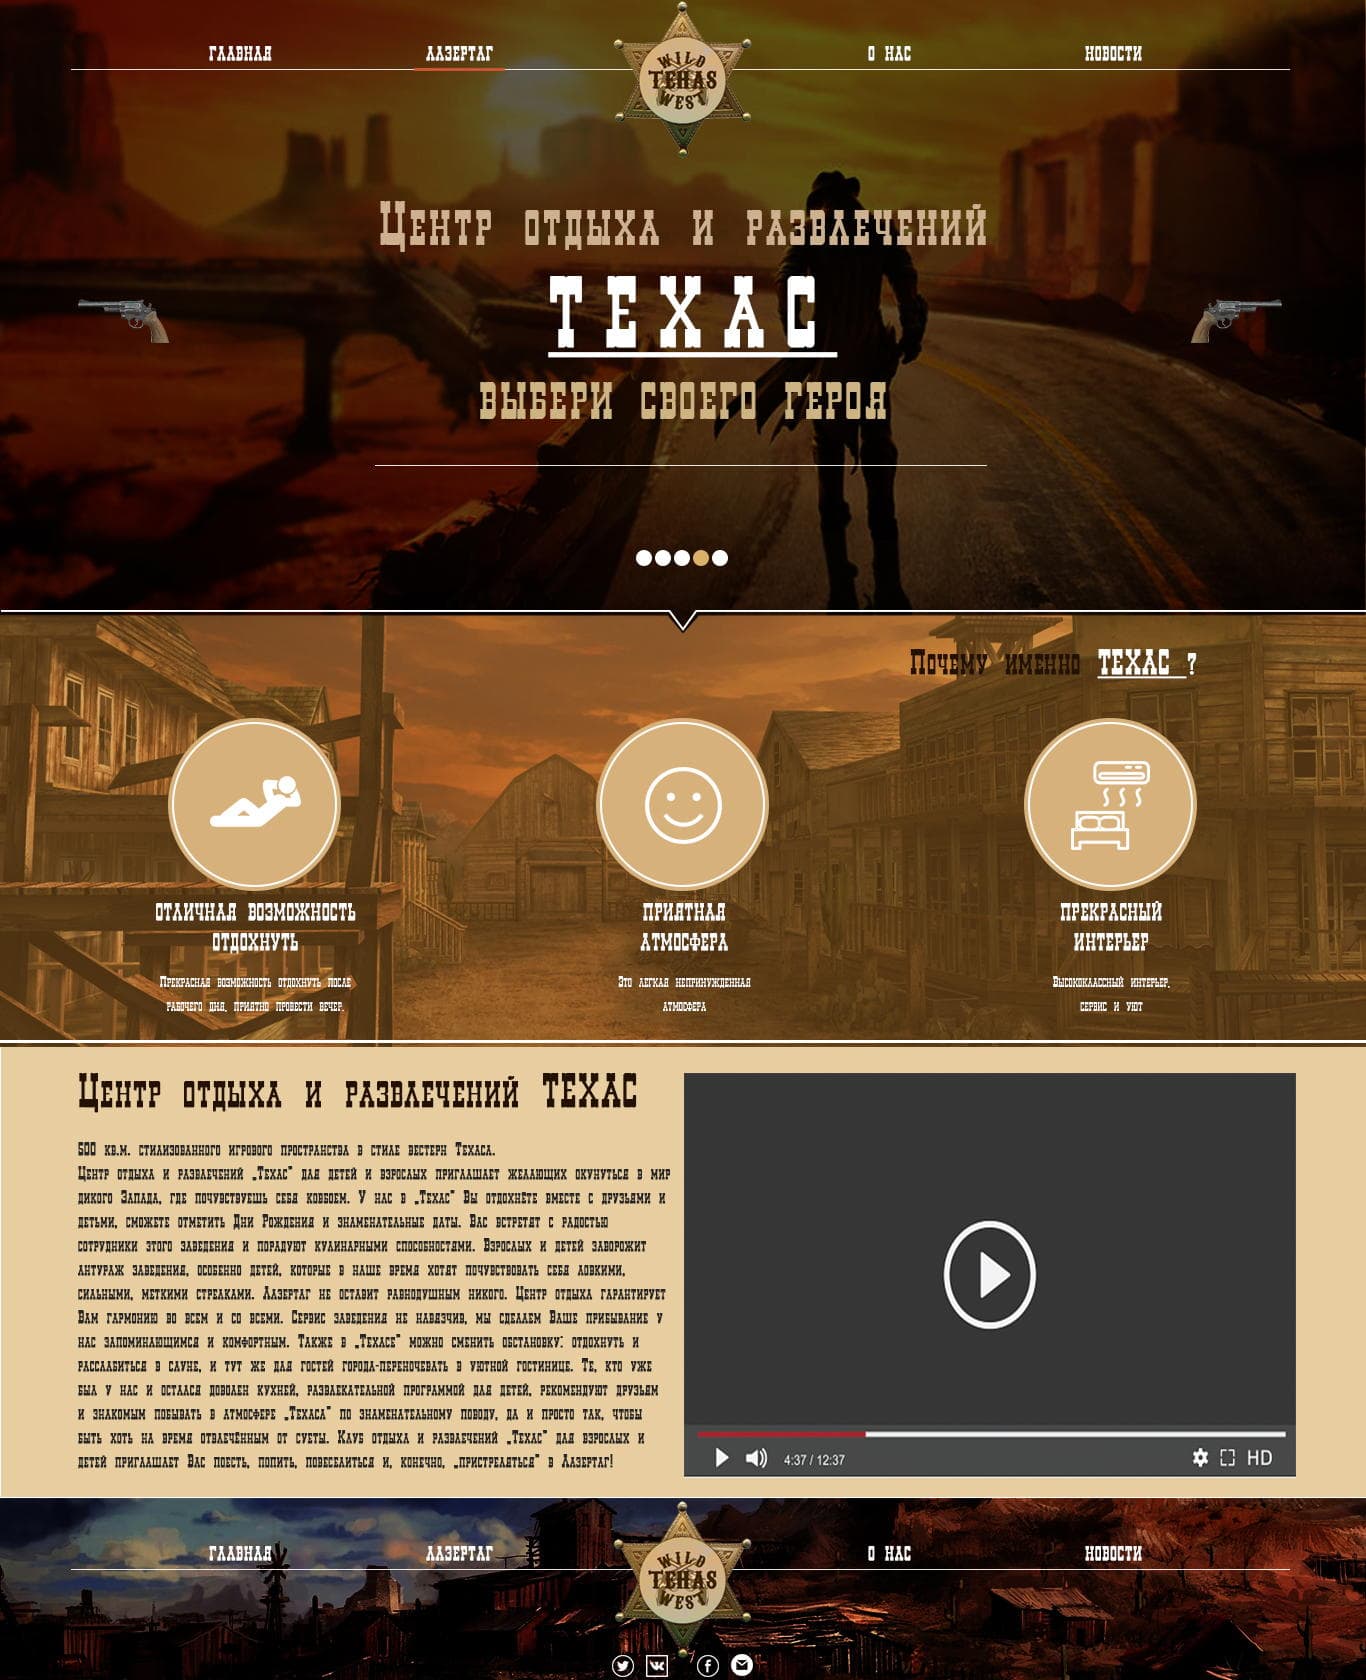 ГЛАВНАЯ
ЛАЗЕРТАГ
WILD
TEHAS
WEST
О НАС
НОВОСТИ
Центр отдыха и развлечений
ТЕХАС
выбери своего героя
Почему именно ТЕХАС ?
ОТЛИЧНАЯ ВОЗМОЖНОСТЬ
ОТДОХНУТЬ
Прекрасная возможность отдохнуть после
рабочего дня, приятно провести вечер.
ПРИЯТНАЯ
АТМОСФЕРА
Это легкая непринужденная
атмосфера
ПРЕКРАСНЫЙ
ИНТЕРЬЕР
Высококлассный интерьер,
сервис и уют
Центр отдыха и развлечений ТЕХАС
500 кв.м. стилизованного игрового пространства в стиле вестерн Техаса.
Центр отдыха и развлечений „Техас" для детей и взрослых приглашает желающих окунуться в мир
дикого Запада, где почувствуешь себя ковбоем. У нас в „Техас" Вы отдохнёте вместе с друзьями и
детьми, сможете отметить Дни Рождения и знаменательные даты. Вас встретят с радостью
сотрудники этого заведения и порадуют кулинарными способностями. Взрослых и детей заворожит
антураж заведения, особенно детей, которые в наше время хотят почувствовать себя ловкими,
сильными, меткими стрелками. Лазертаг не оставит равнодушным никого. Центр отдыха гарантирует
Вам гармонию во всем и со всеми. Сервис заведения не навязчив, мы сделаем Ваше прибывание у
нас запоминающимся и комфортным. Также в „Техасе" можно сменить обстановку: отдохнуть и
расслабиться в сауне, и тут же для гостей города-переночевать в уютной гостинице. Те, кто уже
был у нас и остался доволен кухней, развлекательной программой для детей, рекомендуют друзьям
и знакомым побывать в атмосфере „Техаса" по знаменательному поводу, да и просто так, чтобы
быть хоть на время отвлечённым от суеты. Клуб отдыха и развлечений „Техас" для взрослых и
детей приглашает Вас поесть, попить, повеселиться и, конечно, „пристреляться" в Лазертаг!
4:37 / 12:37
HD
ГЛАВНАЯ
ЛАЗЕРТАГ
WILD
TEHAS
WEST
О НАС
НОВОСТИ